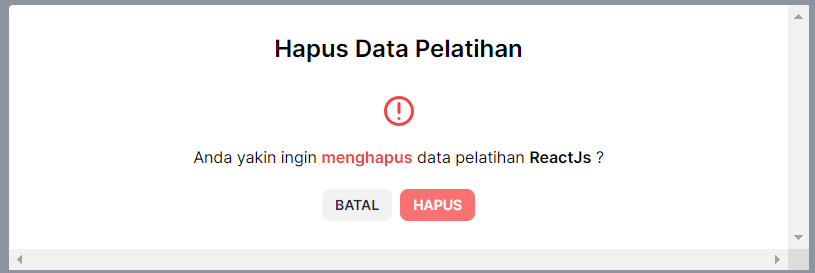 Hapus Data Pelatihan
Anda yakin ingin menghapus data pelatihan ReactJs ?
BATAL HAPUS